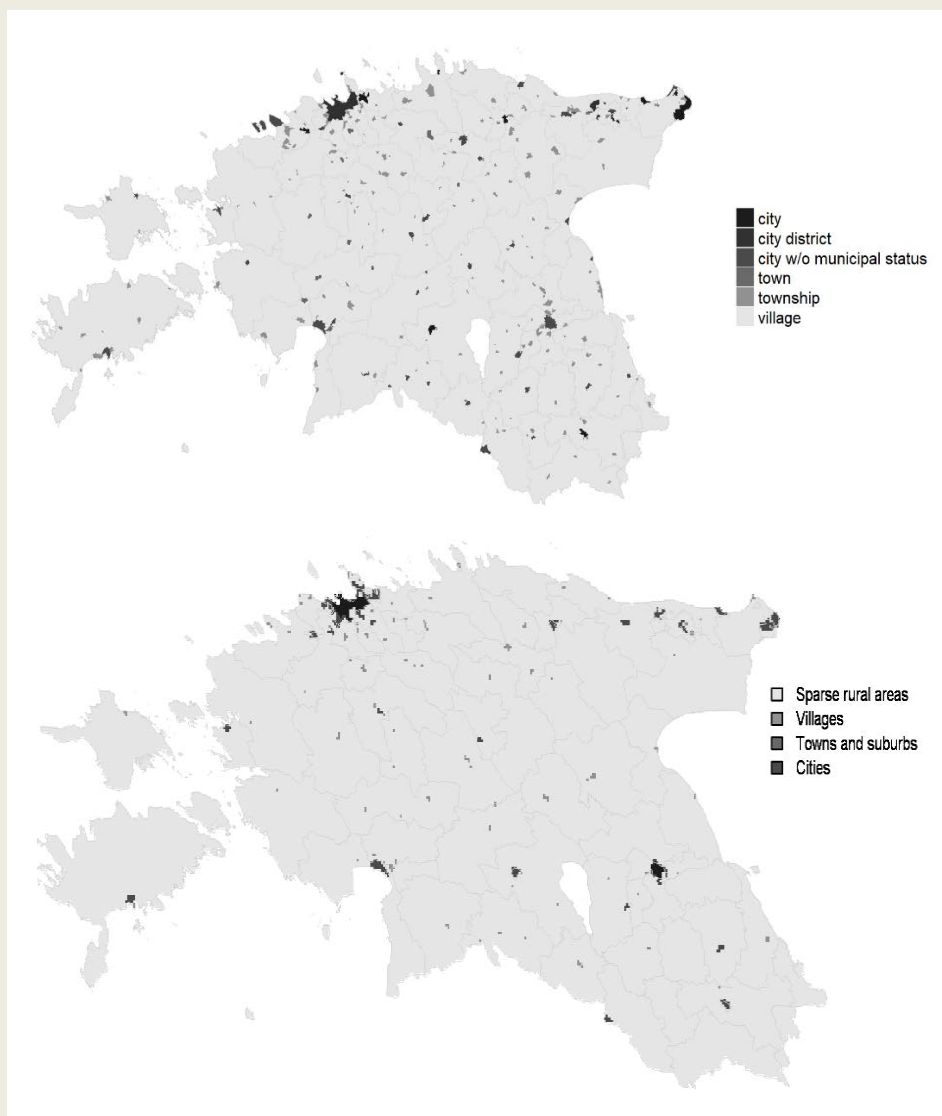 city
city district
city w/o municipal status
town
township
village
Sparse rural areas
Villages
Towns and suburbs
Cities